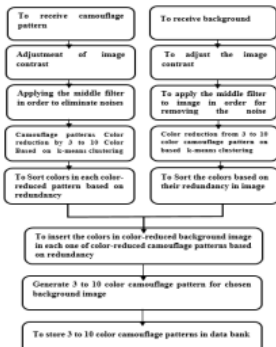 To receive camouflage
pattern
Adjustment of image
contrast
Applying the middle filter
in order to eliminate noises
Camouflage patterns Color
reduction by 3 to 10 Color
Based on k-means clustering
To Sort colors in each color-
reduced pattern based on
redundancy
To receive background
To adjust the image
contrast
To apply the middle filter
to image in order for
removing the noise
Color reduction from 3 to 10
color camouflage pattern on
based k-means clustering
To Sort the colors based on
their redundancy in image
To insert the colors in color-reduced background image
in each one of color-reduced camouflage patterns based
on redundancy
Generate 3 to 10 color camouflage pattern for chosen
background image
To store 3 to 10 color camouflage patterns in data bank